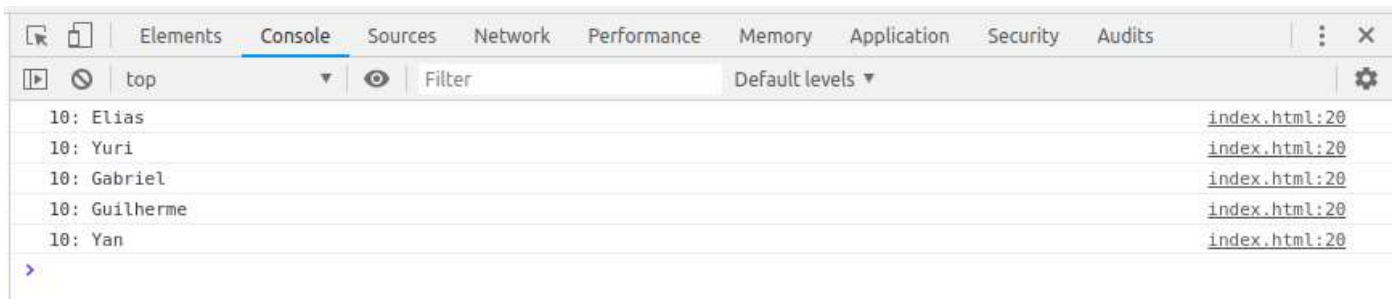 Elements Console Sources Network Performance Memory Application Security Audits
top Filter Default levels
10: Elias index.html:20
10: Yuri index.html:20
10: Gabriel index.html:20
10: Guilherme index.html:20
10: Yan index.html:20